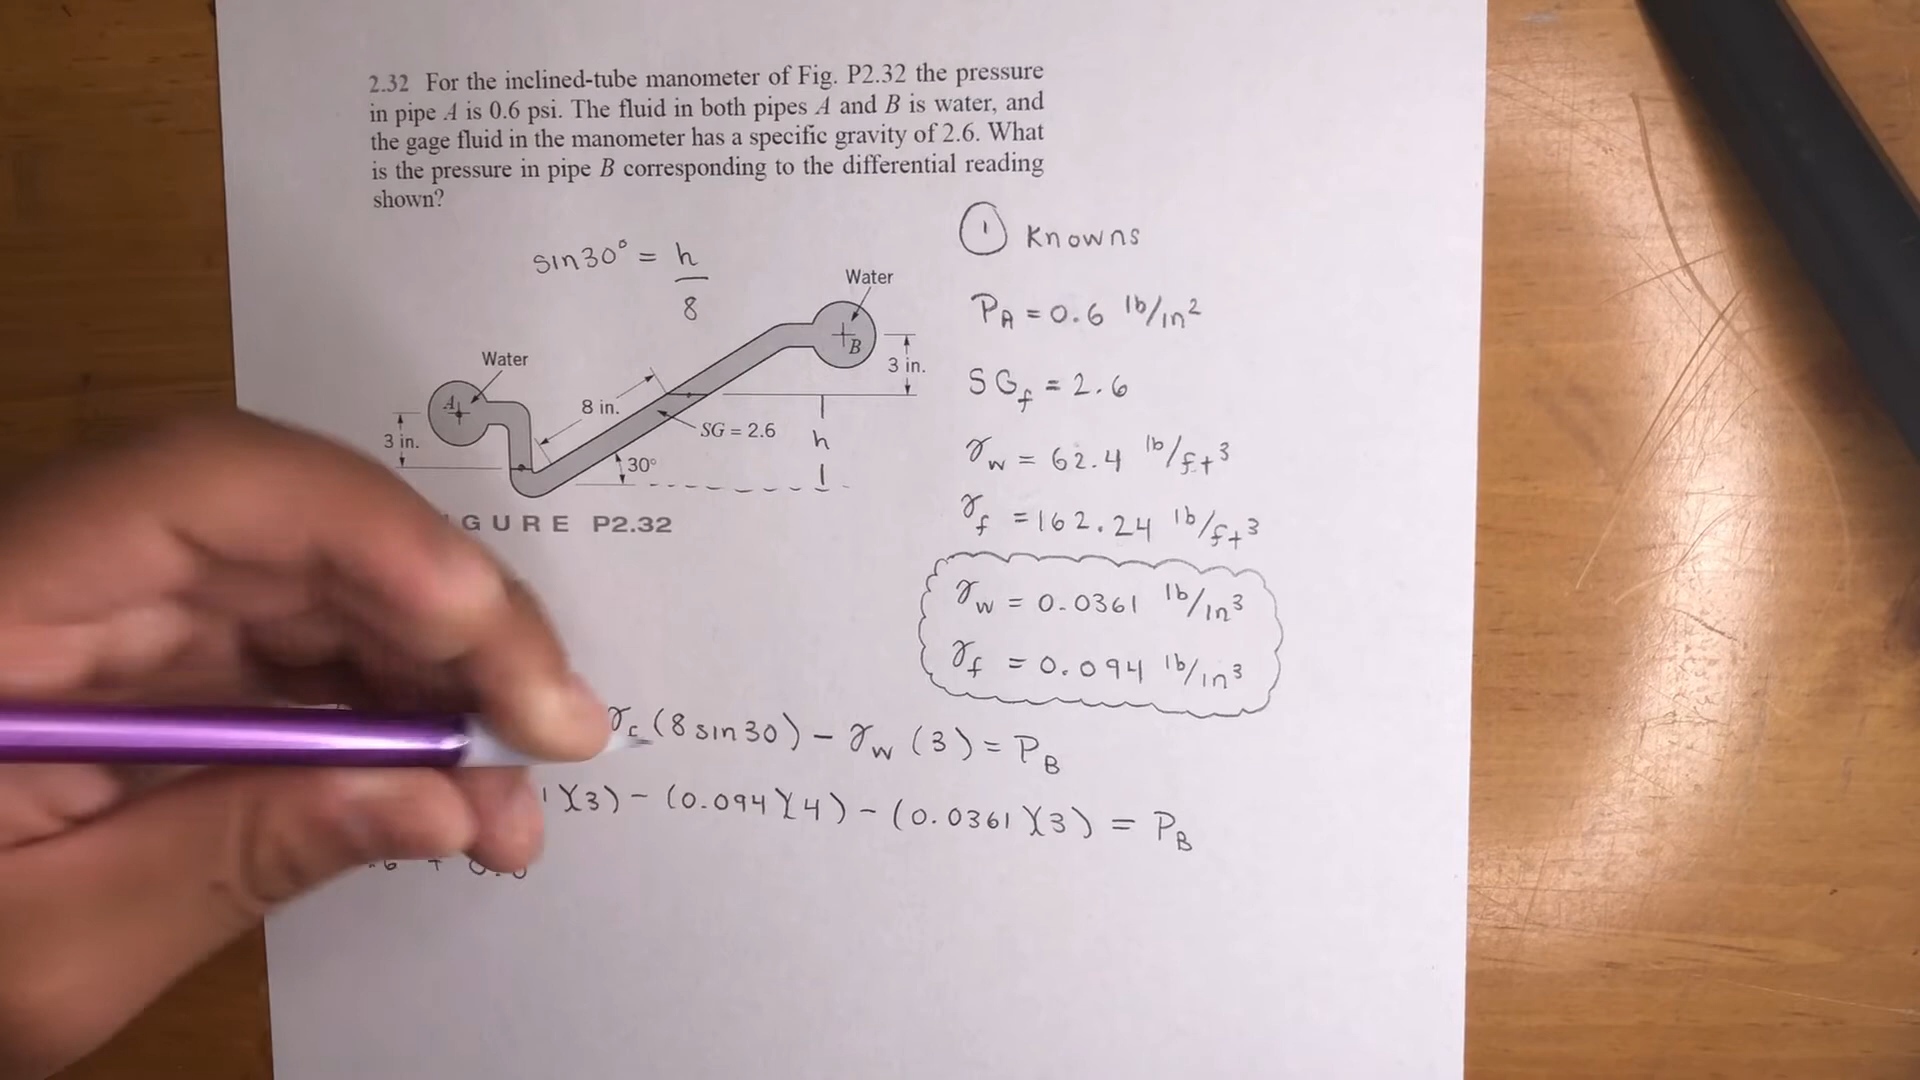 2.32 For the inclined-tube manometer of Fig. P2.32 the pressure
in pipe A is 0.6 psi. The fluid in both pipes A and B is water, and
the gage fluid in the manometer has a specific gravity of 2.6. What
is the pressure in pipe B corresponding to the differential reading
shown?
sin30° = h
8
Water
B
3 in.
Water
A
8 in.
3 in.
SG = 2.6
h
30°
GURE P2.32
1 Knowns
PA = 0.6 lb/in²
SGf = 2.6
γw = 62.4 lb/ft³
γf = 162.24 lb/ft³
γw = 0.0361 lb/in³
γf = 0.094 lb/in³
(8 sin30) − γw (3) = PB
)(3) − (0.094)(4) − (0.0361)(3) = PB